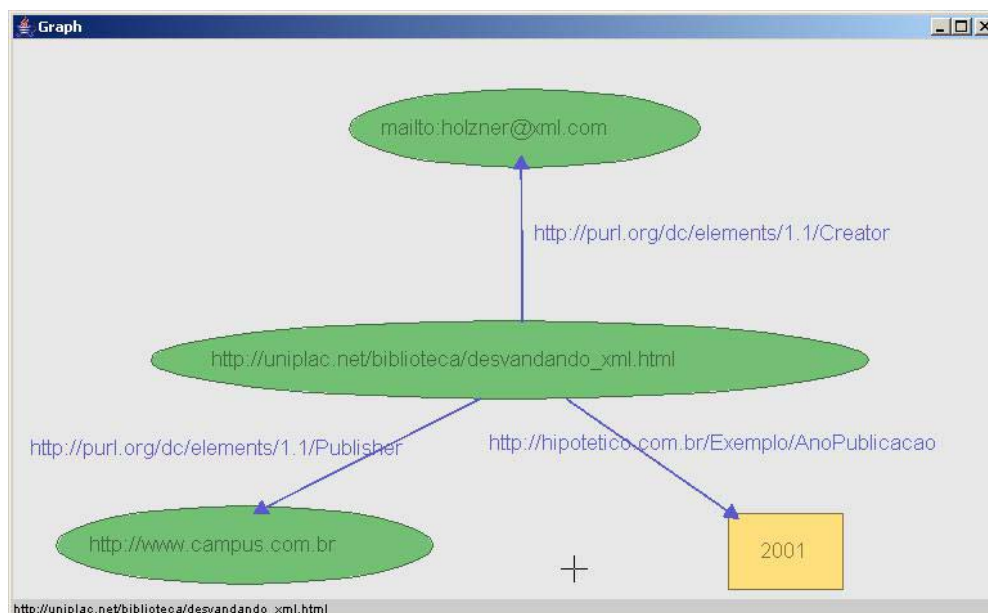 Graph
mailto:holzner@xml.com
http://purl.org/dc/elements/1.1/Creator
http://uniplac.net/biblioteca/desvandando_xml.html
http://purl.org/dc/elements/1.1/Publisher
http://hipotetico.com.br/Exemplo/AnoPublicacao
http://www.campus.com.br
2001
http://uniplac.net/biblioteca/desvandando_xml.html